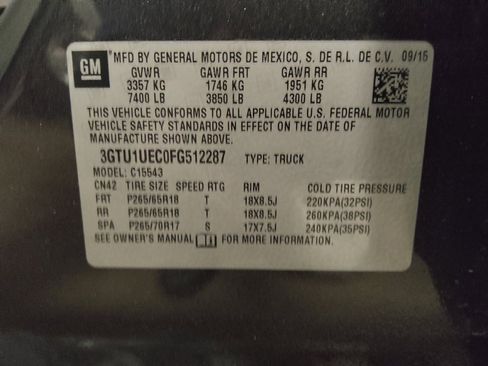 GM MFD BY GENERAL MOTORS DE MEXICO, S. DE R.L. DE C.V. 09/15
GVWR GAWR FRT GAWR RR
3357 KG 1746 KG 1951 KG
7400 LB 3850 LB 4300 LB
THIS VEHICLE CONFORMS TO ALL APPLICABLE U.S. FEDERAL MOTOR
VEHICLE SAFETY STANDARDS IN EFFECT ON THE DATE OF
MANUFACTURE SHOWN ABOVE.
3GTU1UEC0FG512287 TYPE: TRUCK
MODEL: C15543
CN42 TIRE SIZE SPEED RTG RIM COLD TIRE PRESSURE
FRT P265/65R18 T 18X8.5J 220KPA(32PSI)
RR P265/65R18 T 18X8.5J 260KPA(38PSI)
SPA P265/70R17 S 17X7.5J 240KPA(35PSI)
SEE OWNER'S MANUAL FOR MORE INFORMATION.